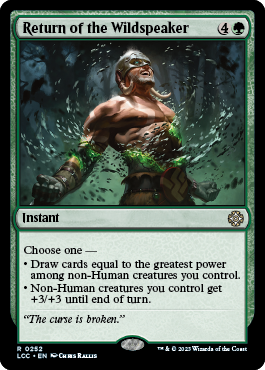 Return of the Wildspeaker 4
Instant
Choose one —
• Draw cards equal to the greatest power
among non-Human creatures you control.
• Non-Human creatures you control get
+3/+3 until end of turn.
“The curse is broken.”
R 0252
LCC • EN Chris Rallis
™ & © 2023 Wizards of the Coast